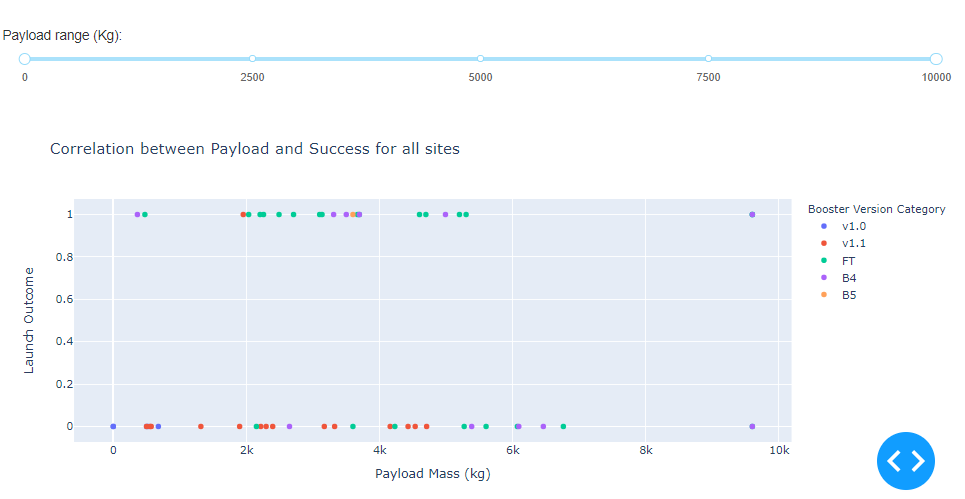 Payload range (Kg):
0 2500 5000 7500 10000
Correlation between Payload and Success for all sites
Booster Version Category
v1.0
v1.1
FT
B4
B5
Launch Outcome
1
0.8
0.6
0.4
0.2
0
0 2k 4k 6k 8k 10k
Payload Mass (kg)